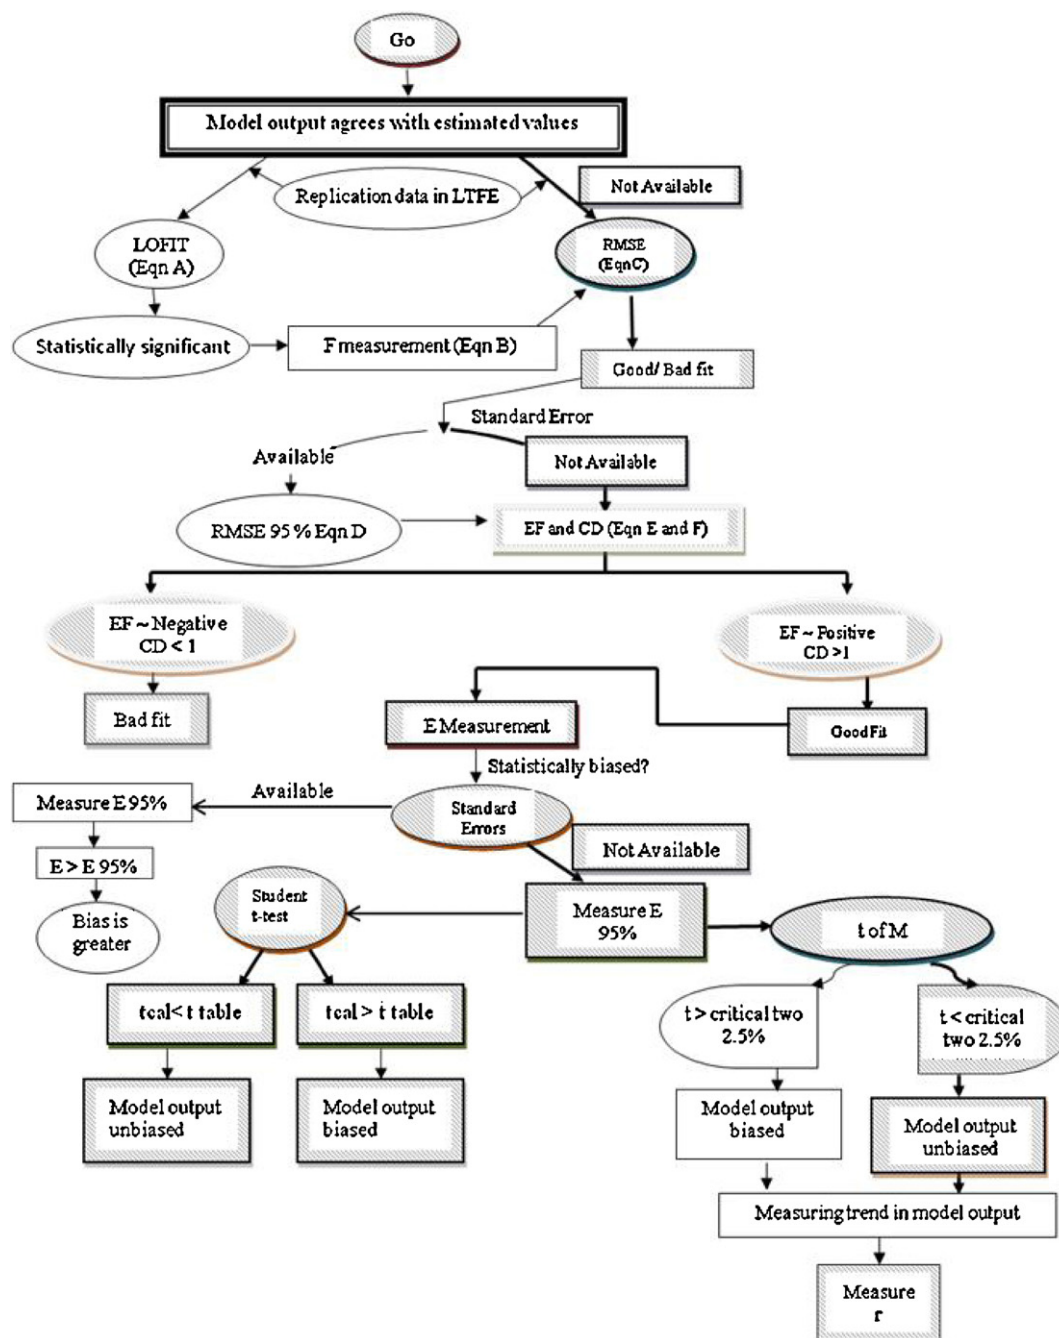 Go
Model output agrees with estimated values
Replication data in LTFE
Not Available
LOFIT
(Eqn A)
RMSE
(EqnC)
Statistically significant
F measurement (Eqn B)
Good/ Bad fit
Standard Error
Available
Not Available
RMSE 95 % Eqn D
EF and CD (Eqn E and F)
EF ~ Negative
CD < 1
EF ~ Positive
CD >1
Bad fit
E Measurement
Good Fit
Statistically biased?
Measure E 95%
Available
Standard
Errors
Not Available
E > E 95%
Student
t-test
Measure E
95%
t of M
Bias is
greater
tcal< t table
tcal > t table
t > critical two
2.5%
t < critical
two 2.5%
Model output
unbiased
Model output
biased
Model output
biased
Model output
unbiased
Measuring trend in model output
Measure
r